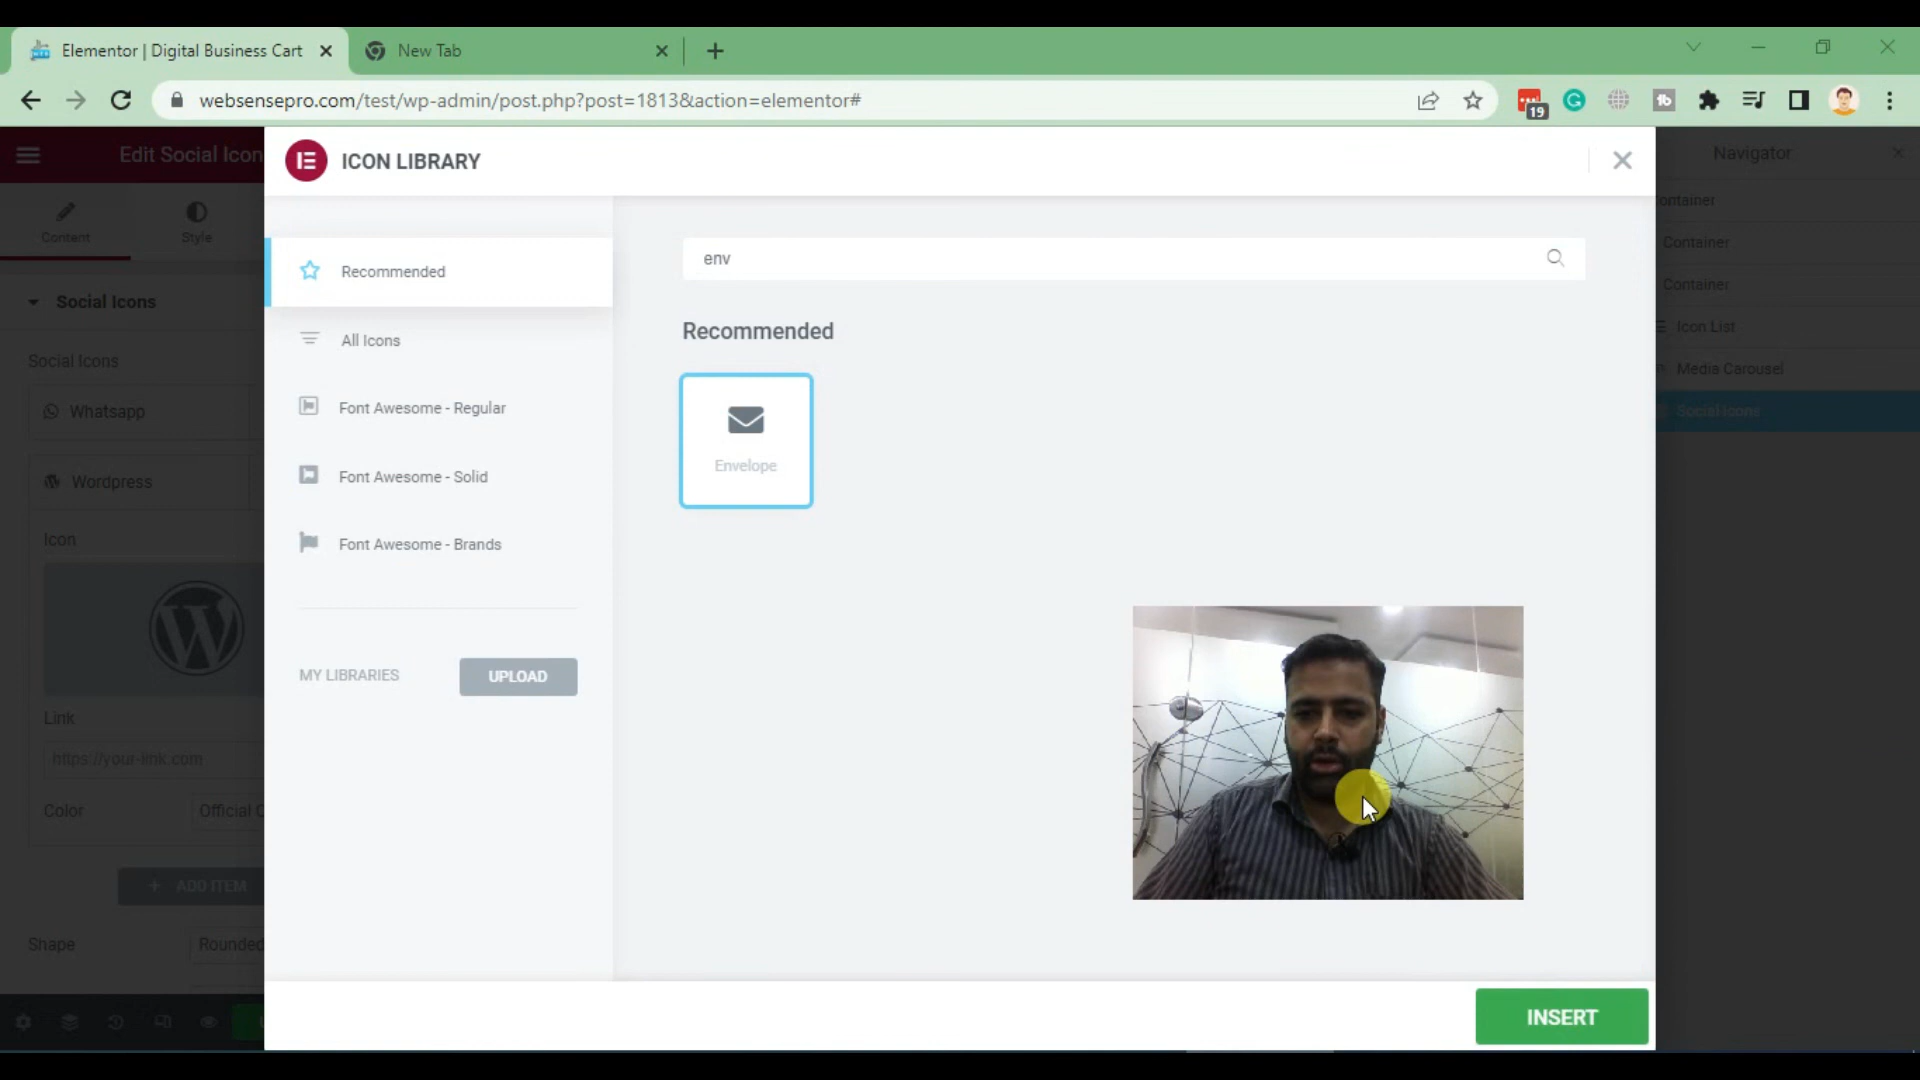 Elementor | Digital Business Cart
New Tab
websensepro.com/test/wp-admin/post.php?post=1813&action=elementor#
19
Edit Social Icon
ICON LIBRARY
Navigator
Content
Style
Recommended
env
Container
Container
Container
Social Icons
Recommended
All Icons
Icon List
Social Icons
Media Carousel
Whatsapp
Font Awesome - Regular
Social Icons
Envelope
Wordpress
Font Awesome - Solid
Icon
Font Awesome - Brands
MY LIBRARIES
UPLOAD
Link
https://your-link.com
Color
Official C
+ ADD ITEM
Shape
Rounded
INSERT